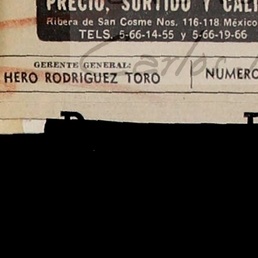 PRECIO, SURTIDO Y CALI
Ribera de San Cosme Nos. 116-118 México
TELS. 5-66-14-55 y 5-66-19-66
GERENTE GENERAL:
HERO RODRIGUEZ TORO
NUMERO
Carlos